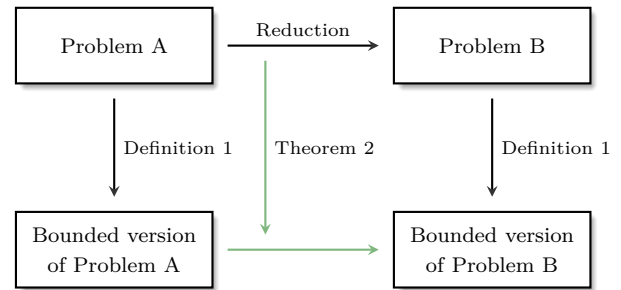 Problem A
Reduction
Problem B
Definition 1
Theorem 2
Definition 1
Bounded version
of Problem A
Bounded version
of Problem B